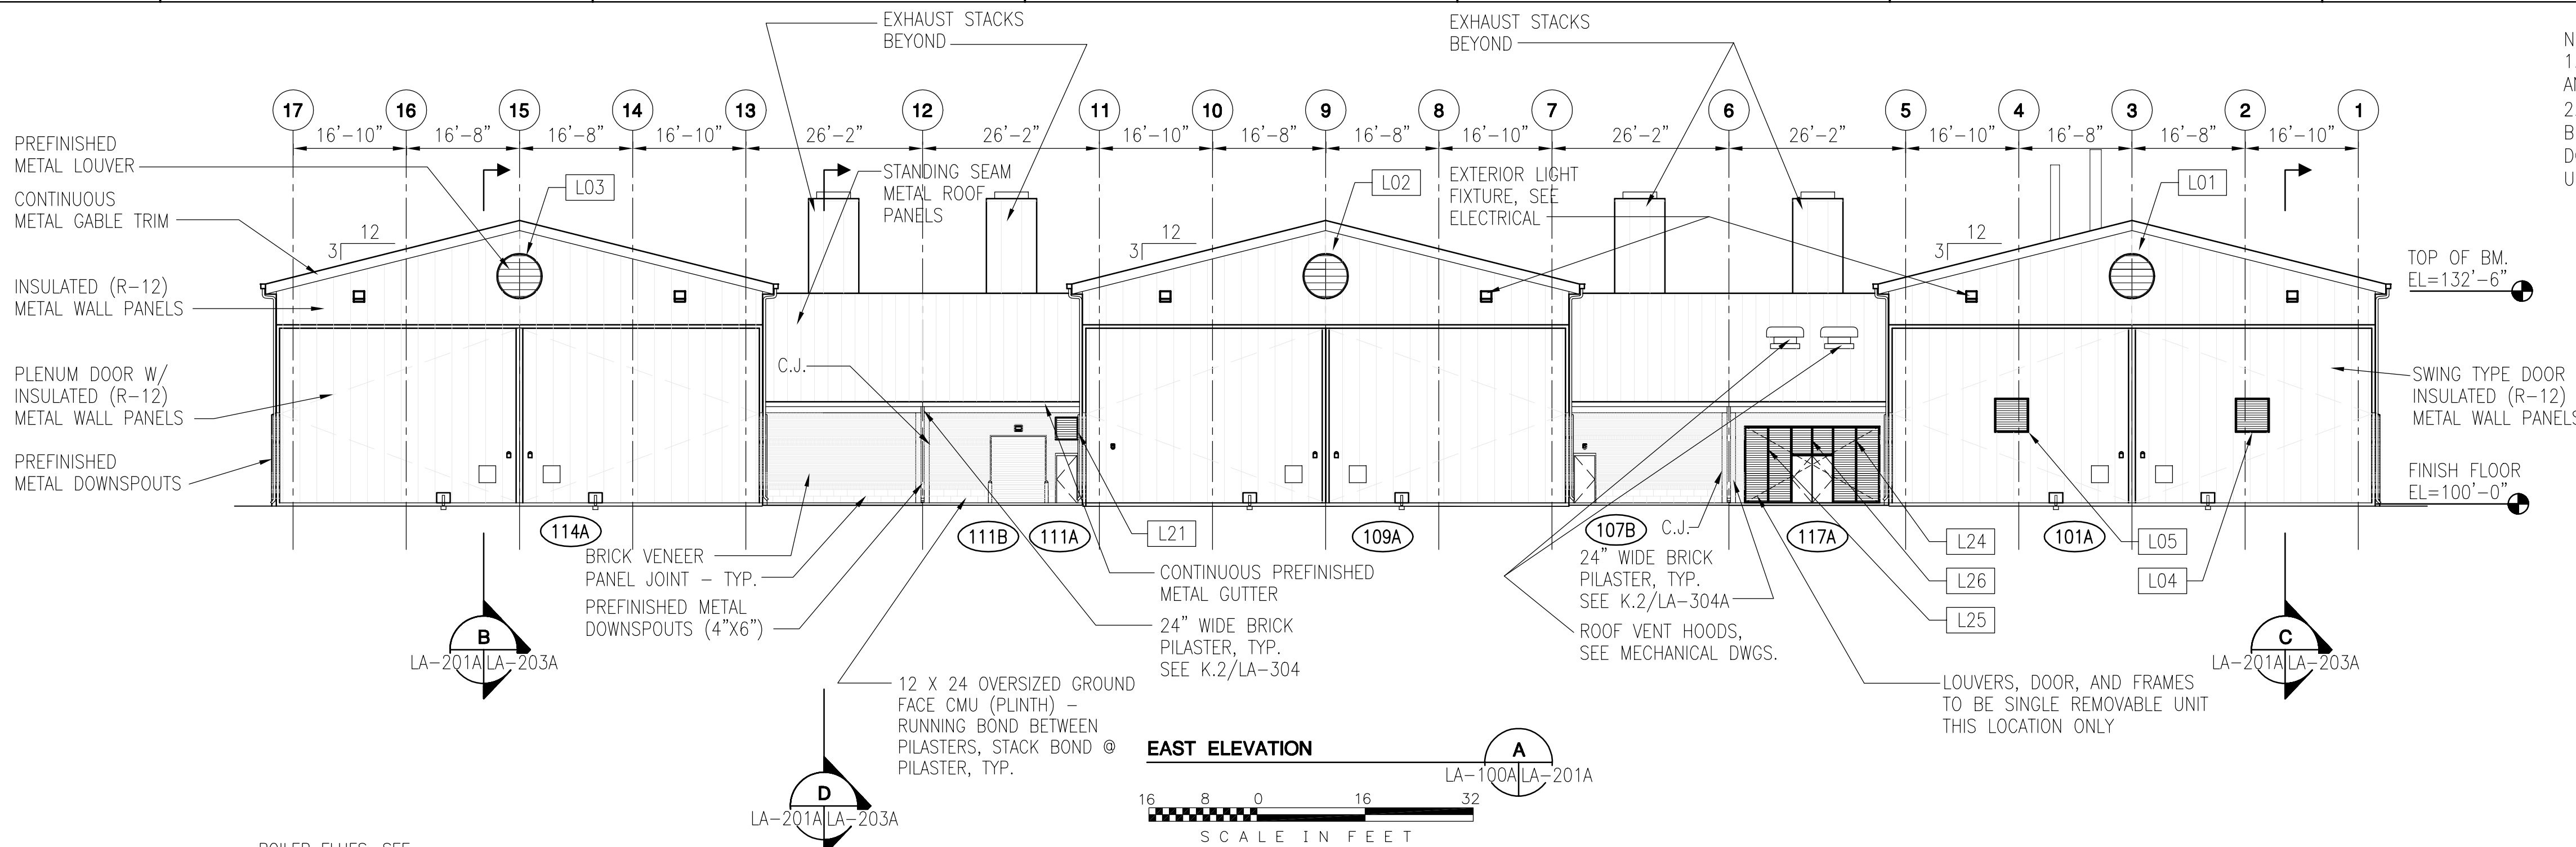 EXHAUST STACKS
BEYOND
EXHAUST STACKS
BEYOND
17 16 15 14 13 12 11 10 9 8 7 6 5 4 3 2 1
16'-10" 16'-8" 16'-8" 16'-10" 26'-2" 26'-2" 16'-10" 16'-8" 16'-8" 16'-10" 26'-2" 26'-2" 16'-10" 16'-8" 16'-8" 16'-10"
PREFINISHED
METAL LOUVER
CONTINUOUS
METAL GABLE TRIM
INSULATED (R-12)
METAL WALL PANELS
PLENUM DOOR W/
INSULATED (R-12)
METAL WALL PANELS
PREFINISHED
METAL DOWNSPOUTS
L03
12
3
STANDING SEAM
METAL ROOF
PANELS
C.J.
12
3
L02
EXTERIOR LIGHT
FIXTURE, SEE
ELECTRICAL
12
3
L01
TOP OF BM.
EL=132'-6"
SWING TYPE DOOR
INSULATED (R-12)
METAL WALL PANELS
FINISH FLOOR
EL=100'-0"
114A
111B
111A
L21
109A
107B
C.J.
117A
L24
L26
L25
101A
L05
L04
BRICK VENEER
PANEL JOINT - TYP.
PREFINISHED METAL
DOWNSPOUTS (4"X6")
CONTINUOUS PREFINISHED
METAL GUTTER
24" WIDE BRICK
PILASTER, TYP.
SEE K.2/LA-304
24" WIDE BRICK
PILASTER, TYP.
SEE K.2/LA-304A
ROOF VENT HOODS,
SEE MECHANICAL DWGS.
B
LA-201A LA-203A
C
LA-201A LA-203A
12 X 24 OVERSIZED GROUND
FACE CMU (PLINTH) -
RUNNING BOND BETWEEN
PILASTERS, STACK BOND @
PILASTER, TYP.
LOUVERS, DOOR, AND FRAMES
TO BE SINGLE REMOVABLE UNIT
THIS LOCATION ONLY
D
LA-201A LA-203A
EAST ELEVATION
A
LA-100A LA-201A
16 8 0 16 32
SCALE IN FEET